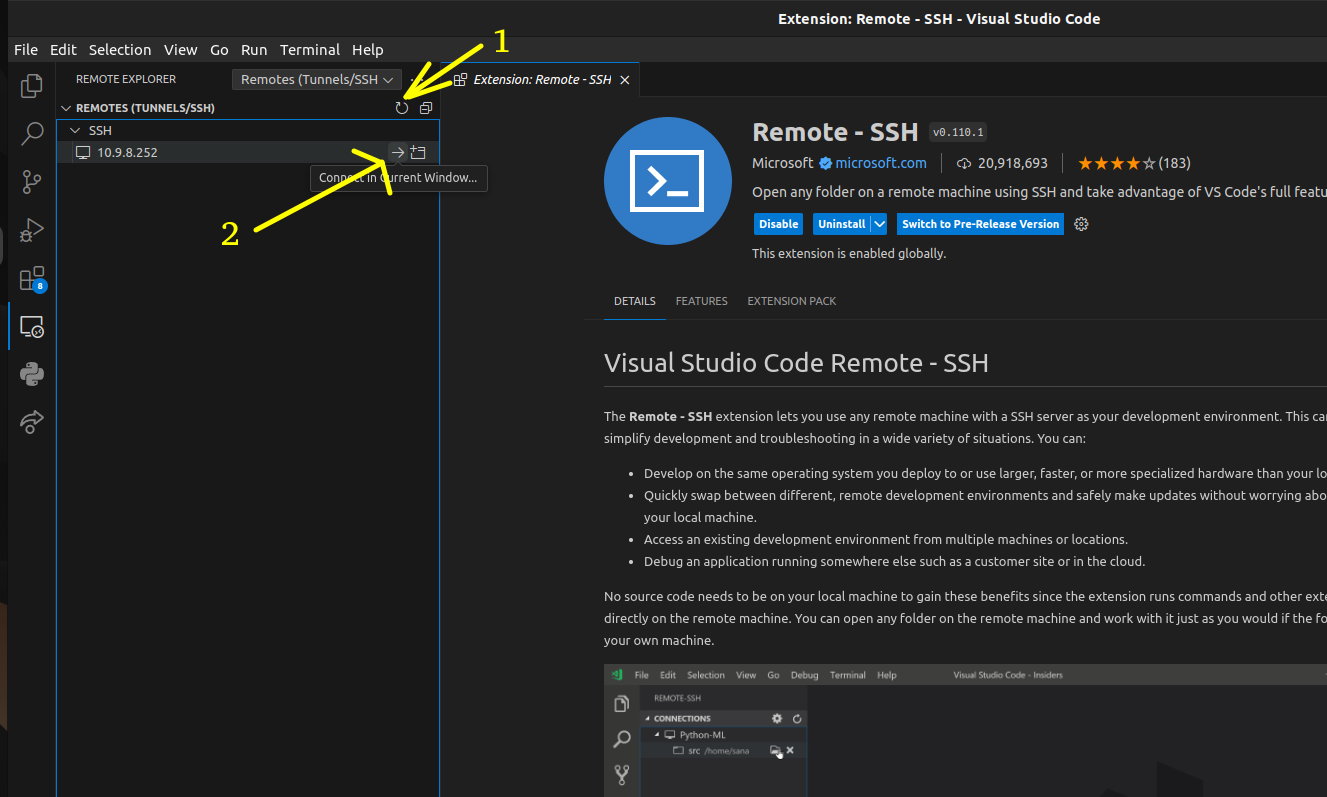 Extension: Remote - SSH - Visual Studio Code
1
File Edit Selection View Go Run Terminal Help
REMOTE EXPLORER Remotes (Tunnels/SSH
Extension: Remote - SSH
REMOTES (TUNNELS/SSH)
SSH
10.9.8.252
Connect in Current Window...
2
8
Remote - SSH v0.110.1
Microsoft microsoft.com 20,918,693 (183)
Open any folder on a remote machine using SSH and take advantage of VS Code's full featu
Disable Uninstall Switch to Pre-Release Version
This extension is enabled globally.
DETAILS FEATURES EXTENSION PACK
Visual Studio Code Remote - SSH
The Remote - SSH extension lets you use any remote machine with a SSH server as your development environment. This ca
simplify development and troubleshooting in a wide variety of situations. You can:
• Develop on the same operating system you deploy to or use larger, faster, or more specialized hardware than your lo
• Quickly swap between different, remote development environments and safely make updates without worrying abo
your local machine.
• Access an existing development environment from multiple machines or locations.
• Debug an application running somewhere else such as a customer site or in the cloud.
No source code needs to be on your local machine to gain these benefits since the extension runs commands and other exte
directly on the remote machine. You can open any folder on the remote machine and work with it just as you would if the fo
your own machine.
File Edit Selection View Go Debug Terminal Help Visual Studio Code - Insiders
REMOTE-SSH
CONNECTIONS
Python-ML
src /home/sana